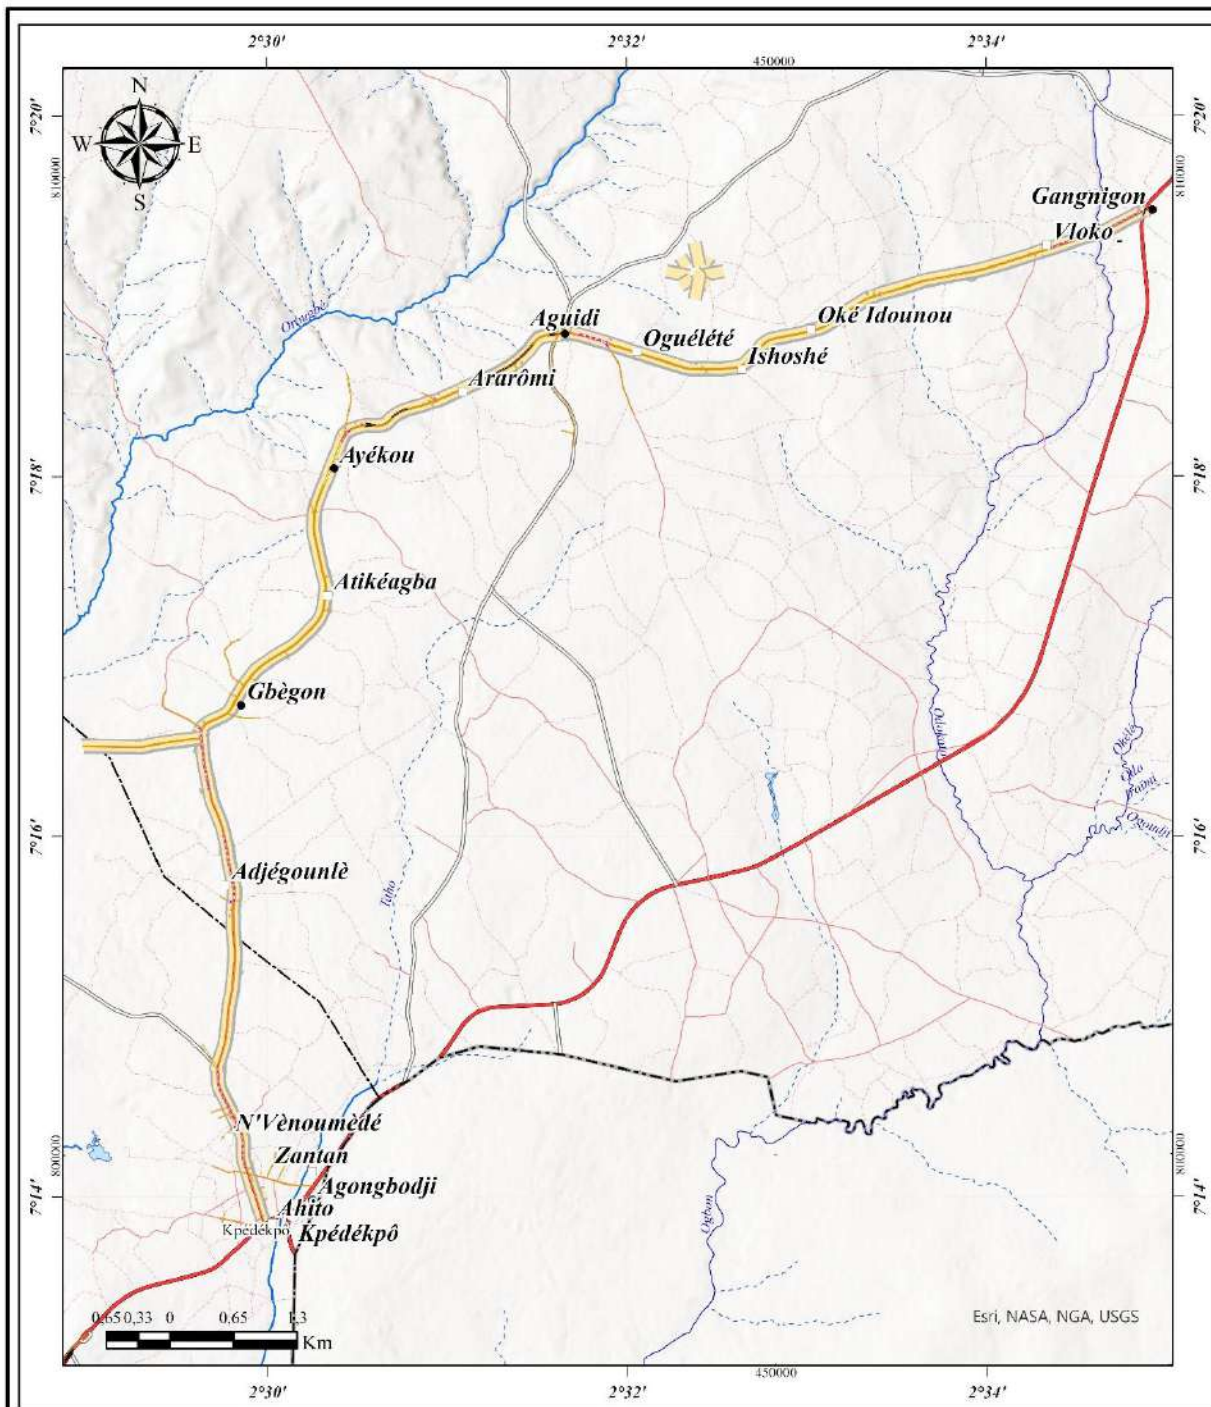 2°30' 2°32' 2°34'
450000
N
W E
S
7°20' 7°20'
810000 810000
Gangnigon
Vloko
Orougbé
Aguidi
Oké Idounou
Oguélété
Ishoshé
Ararômi
Ayékou
7°18' 7°18'
Atikéagba
Gbègon
Odo
7°16' 7°16'
Adjégounlè
N'Vènoumèdé
Zantan
800000 800000
Agongbodji
7°14' 7°14'
Ahito
Kpédékpô Kpédékpô
Ogbon
0,65 0,33 0 0,65 1,3
Km
Esri, NASA, NGA, USGS
2°30' 2°32' 2°34'
450000